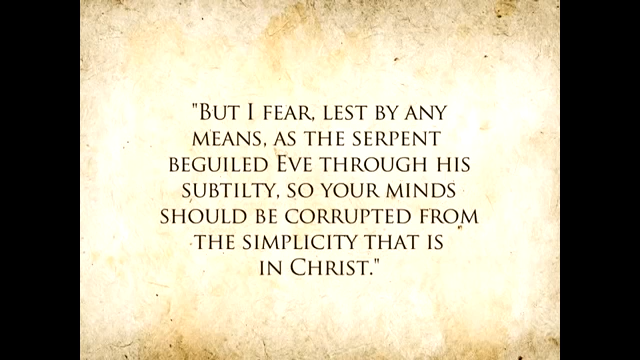 "But I fear, lest by any
means, as the serpent
beguiled Eve through his
subtilty, so your minds
should be corrupted from
the simplicity that is
in Christ."